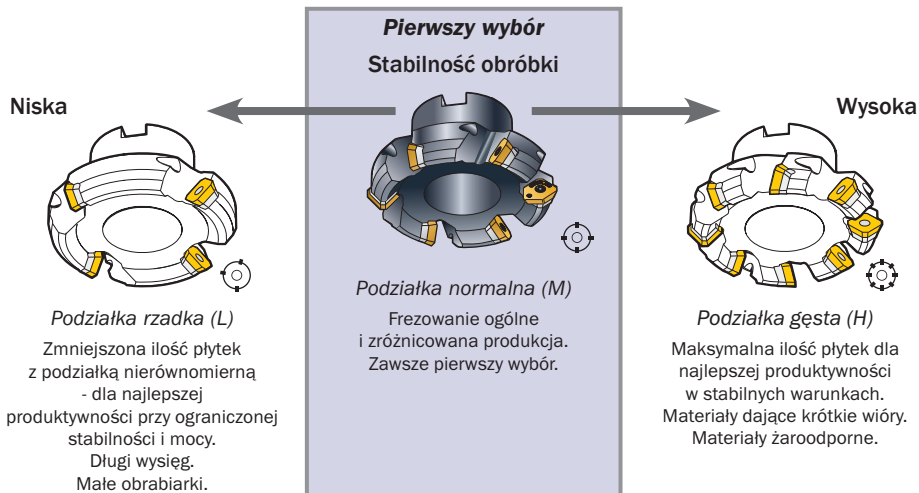 Pierwszy wybór
Stabilność obróbki
Niska
Wysoka
Podziałka rzadka (L)
Zmniejszona ilość płytek
z podziałką nierównomierną
- dla najlepszej
produktywności przy ograniczonej
stabilności i mocy.
Długi wysięg.
Małe obrabiarki.
Podziałka normalna (M)
Frezowanie ogólne
i zróżnicowana produkcja.
Zawsze pierwszy wybór.
Podziałka gęsta (H)
Maksymalna ilość płytek dla
najlepszej produktywności
w stabilnych warunkach.
Materiały dające krótkie wióry.
Materiały żaroodporne.